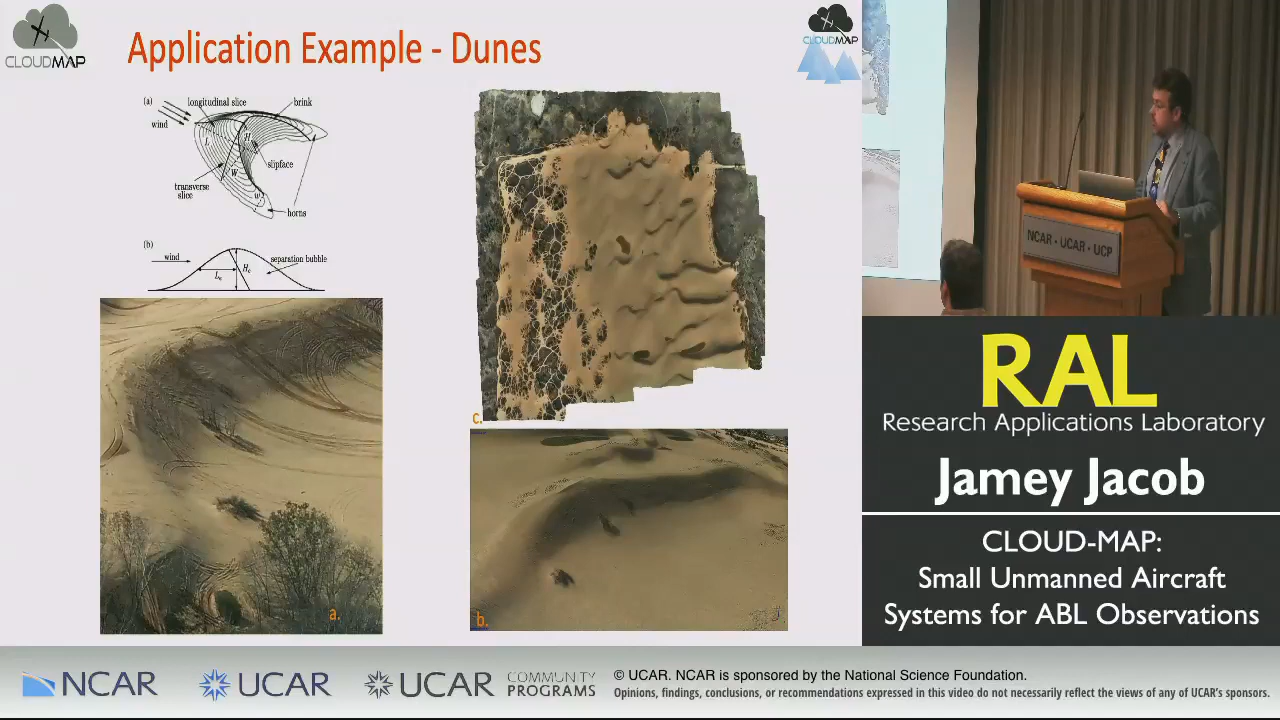 CLOUDMAP
Application Example - Dunes
CLOUDMAP
(a)
longitudinal slice
brink
wind
slipface
W
transverse
slice
w
horns
(b)
wind
separation bubble
c.
a.
b.
NCAR • UCAR • UCP
RAL
Research Applications Laboratory
Jamey Jacob
CLOUD-MAP:
Small Unmanned Aircraft
Systems for ABL Observations
NCAR
UCAR
UCAR
COMMUNITY
PROGRAMS
© UCAR. NCAR is sponsored by the National Science Foundation.
Opinions, findings, conclusions, or recommendations expressed in this video do not necessarily reflect the views of any of UCAR's sponsors.